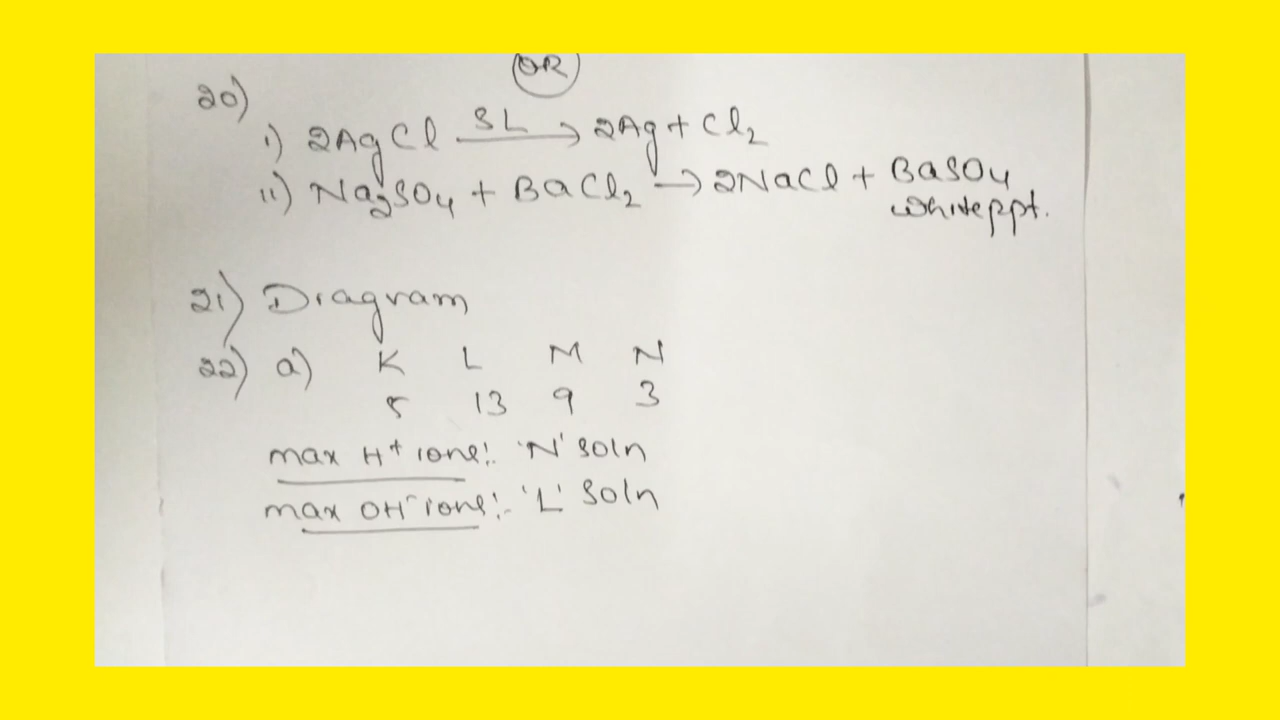 OR
20)
i) 2AgCl SL → 2Ag + Cl2
ii) Na2SO4 + BaCl2 → 2NaCl + BaSO4
white ppt.
21) Diagram
22) a) K L M N
5 13 9 3
max H+ ions:. 'N' soln
max OH- ions:- 'L' soln